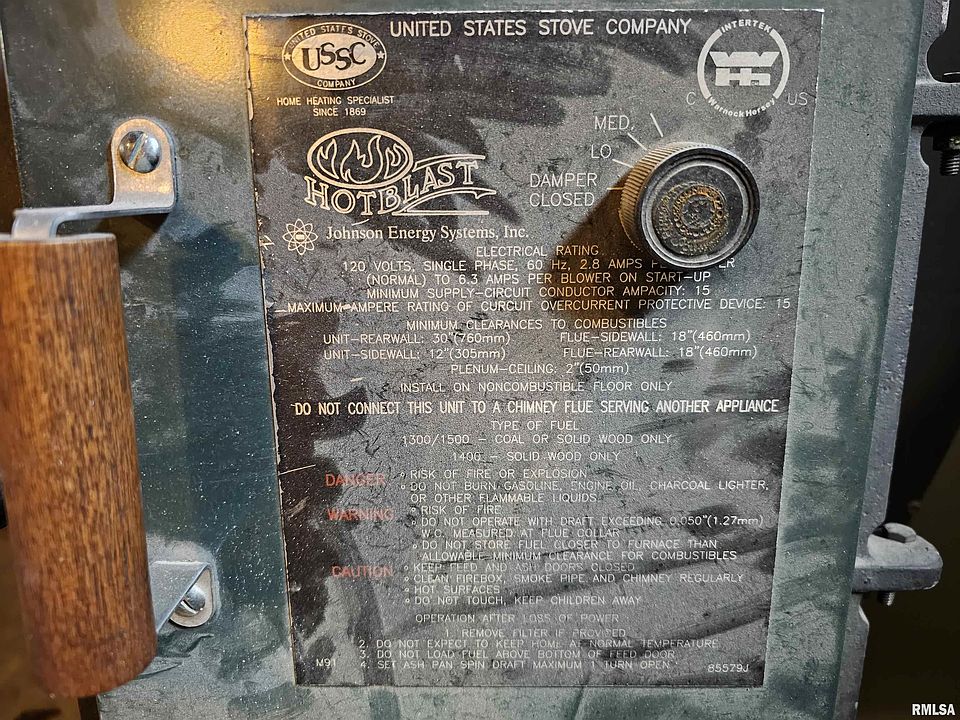 UNITED STATES STOVE COMPANY
UNITED STATES STOVE
USSC
COMPANY
INTERTEK
WH
Warnock Hersey
C US
HOME HEATING SPECIALIST
SINCE 1869
MED.
LO
DAMPER
CLOSED
HOTBLAST
Johnson Energy Systems, Inc.
ELECTRICAL RATING
120 VOLTS, SINGLE PHASE, 60 Hz, 2.8 AMPS
(NORMAL) TO 6.3 AMPS PER BLOWER ON START-UP
MINIMUM SUPPLY-CIRCUIT CONDUCTOR AMPACITY: 15
MAXIMUM AMPERE RATING OF CURCUIT OVERCURRENT PROTECTIVE DEVICE: 15
MINIMUM CLEARANCES TO COMBUSTIBLES
UNIT-REARWALL: 30"(760mm) FLUE-SIDEWALL: 18"(460mm)
UNIT-SIDEWALL: 12"(305mm) FLUE-REARWALL: 18"(460mm)
PLENUM-CEILING: 2"(50mm)
INSTALL ON NONCOMBUSTIBLE FLOOR ONLY
DO NOT CONNECT THIS UNIT TO A CHIMNEY FLUE SERVING ANOTHER APPLIANCE
TYPE OF FUEL
1300/1500 - COAL OR SOLID WOOD ONLY
1400 - SOLID WOOD ONLY
DANGER ° RISK OF FIRE OR EXPLOSION
° DO NOT BURN GASOLINE, ENGINE OIL, CHARCOAL LIGHTER,
OR OTHER FLAMMABLE LIQUIDS.
WARNING ° RISK OF FIRE
° DO NOT OPERATE WITH DRAFT EXCEEDING 0.050"(1.27mm)
W.C. MEASURED AT FLUE COLLAR
° DO NOT STORE FUEL CLOSER TO FURNACE THAN
ALLOWABLE MINIMUM CLEARANCE FOR COMBUSTIBLES
CAUTION ° KEEP FEED AND ASH DOORS CLOSED
° CLEAN FIREBOX, SMOKE PIPE AND CHIMNEY REGULARLY
° HOT SURFACES
° DO NOT TOUCH, KEEP CHILDREN AWAY
OPERATION AFTER LOSS OF POWER
1. REMOVE FILTER IF PROVIDED
2. DO NOT EXPECT TO KEEP HOME AT NORMAL TEMPERATURE
3. DO NOT LOAD FUEL ABOVE BOTTOM OF FEED DOOR
M91 4. SET ASH PAN SPIN DRAFT MAXIMUM 1 TURN OPEN 85579J
RMLSA